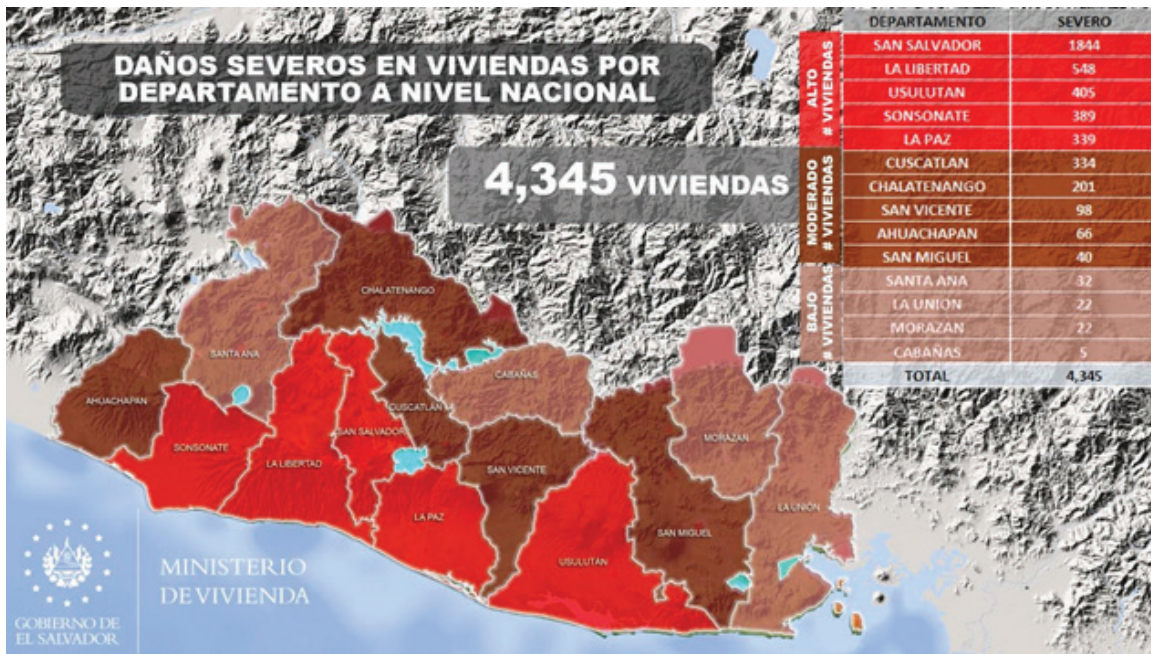 DAÑOS SEVEROS EN VIVIENDAS POR
DEPARTAMENTO A NIVEL NACIONAL
4,345 VIVIENDAS
DEPARTAMENTO SEVERO
ALTO
# VIVIENDAS
SAN SALVADOR 1844
LA LIBERTAD 548
USULUTAN 405
SONSONATE 389
LA PAZ 339
MODERADO
# VIVIENDAS
CUSCATLAN 334
CHALATENANGO 201
SAN VICENTE 98
AHUACHAPAN 66
SAN MIGUEL 40
BAJO
# VIVIENDAS
SANTA ANA 32
LA UNION 22
MORAZAN 22
CABAÑAS 5
TOTAL 4,345
CHALATENANGO
SANTA ANA
CABAÑAS
AHUACHAPAN
CUSCATLÁN
SAN SALVADOR
MORAZAN
SONSONATE
LA LIBERTAD
SAN VICENTE
LA PAZ
LA UNIÓN
SAN MIGUEL
USULUTÁN
GOBIERNO DE
EL SALVADOR
MINISTERIO
DE VIVIENDA